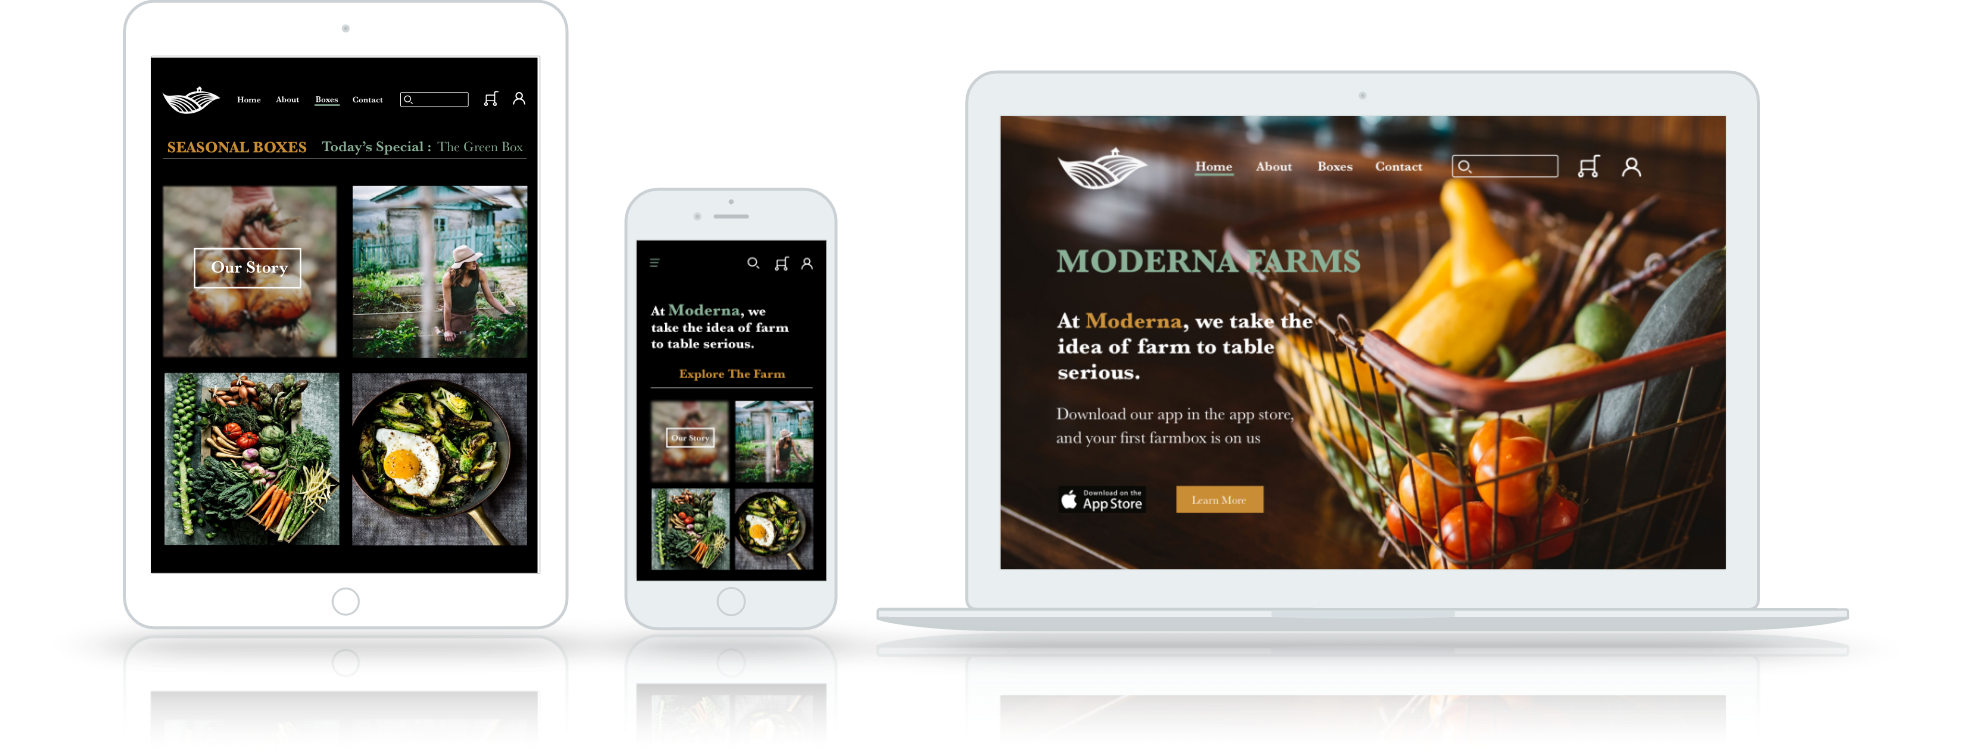 Home About Boxes Contact
SEASONAL BOXES Today's Special : The Green Box
Our Story
At Moderna, we
take the idea of farm
to table serious.
Explore The Farm
Our Story
Home About Boxes Contact
MODERNA FARMS
At Moderna, we take the
idea of farm to table
serious.
Download our app in the app store,
and your first farmbox is on us
Download on the
App Store
Learn More